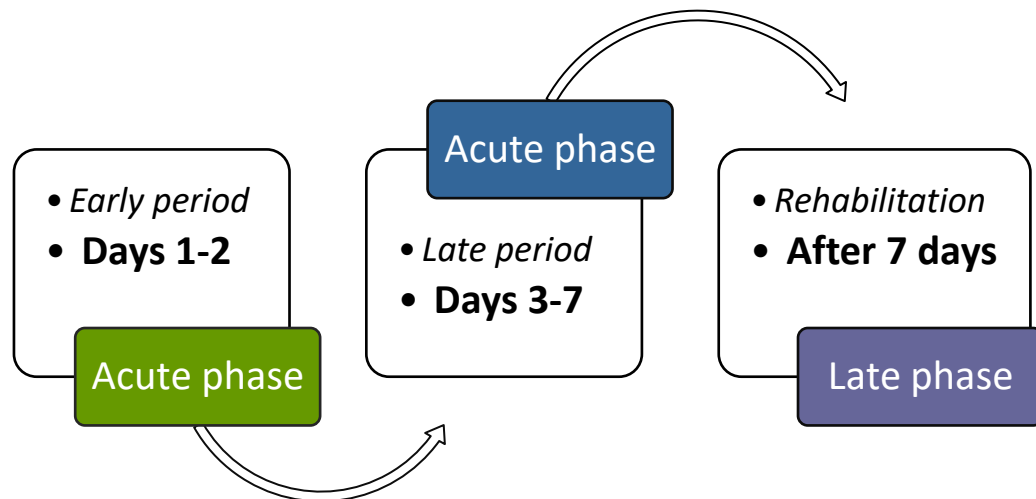 • Early period
• Days 1-2
Acute phase
Acute phase
• Late period
• Days 3-7
• Rehabilitation
• After 7 days
Late phase